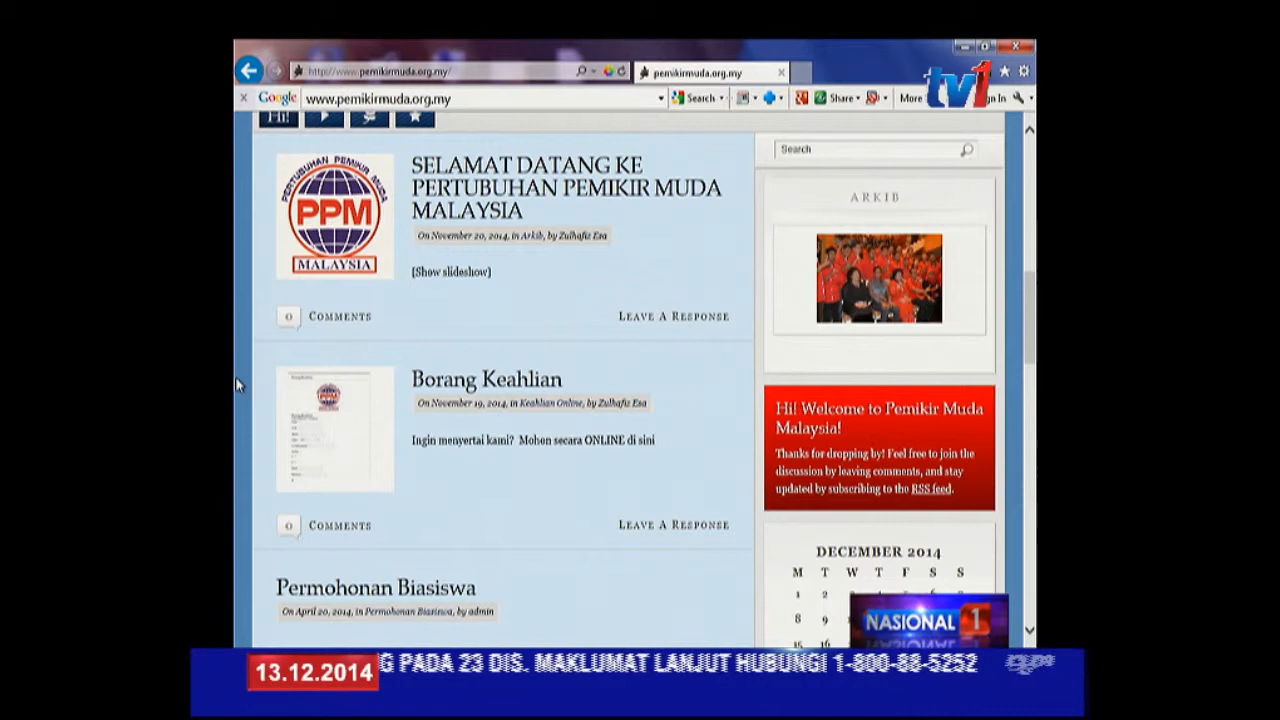 http://www.pemikirmuda.org.my/
pemikirmuda.org.my
tv1
Google
www.pemikirmuda.org.my
Search
Share
More
gn In
Hi!
PERTUBUHAN PEMIKIR MUDA
PPM
MALAYSIA
SELAMAT DATANG KE
PERTUBUHAN PEMIKIR MUDA
MALAYSIA
On November 20, 2014, in Arkib, by Zulhafiz Esa
[Show slideshow]
0 COMMENTS
LEAVE A RESPONSE
Borang Keahlian
On November 19, 2014, in Keahlian Online, by Zulhafiz Esa
Ingin menyertai kami? Mohon secara ONLINE di sini
0 COMMENTS
LEAVE A RESPONSE
Permohonan Biasiswa
On April 20, 2014, in Permohonan Biasiswa, by admin
Search
ARKIB
Hi! Welcome to Pemikir Muda
Malaysia!
Thanks for dropping by! Feel free to join the
discussion by leaving comments, and stay
updated by subscribing to the RSS feed.
DECEMBER 2014
M T W T F S S
1 2
8 9
15 16
NASIONAL 1
13.12.2014
G PADA 23 DIS. MAKLUMAT LANJUT HUBUNGI 1-800-88-5252